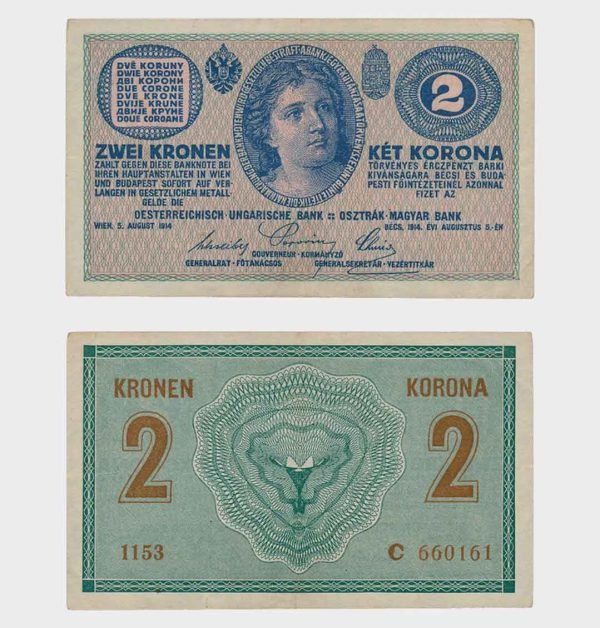 DVĚ KORUNY
DWIE KORONY
ДВІ КОРОНИ
DUE CORONE
DVE KRONE
DVIJE KRUNE
ДВИЈЕ КРУНЕ
DOUE COROANE
2
ZWEI KRONEN
ZAHLT GEGEN DIESE BANKNOTE BEI
IHREN HAUPTANSTALTEN IN WIEN
UND BUDAPEST SOFORT AUF VER-
LANGEN IN GESETZLICHEM METALL-
GELDE DIE
KÉT KORONA
TÖRVÉNYES ÉRCZPÉNZT BÁRKI
KIVÁNSÁGÁRA BÉCSI ÉS BUDA-
PESTI FŐINTÉZETEINÉL AZONNAL
FIZET AZ
OESTERREICHISCH-UNGARISCHE BANK :: OSZTRÁK-MAGYAR BANK
WIEN, 5. AUGUST 1914
BÉCS, 1914. ÉVI AUGUSZTUS 5-ÉN
GOUVERNEUR · KORMÁNYZÓ
GENERALRAT · FŐTANÁCSOS
GENERALSEKRETÄR · VEZÉRTITKÁR
KRONEN
KORONA
2
2
1153
C 660161